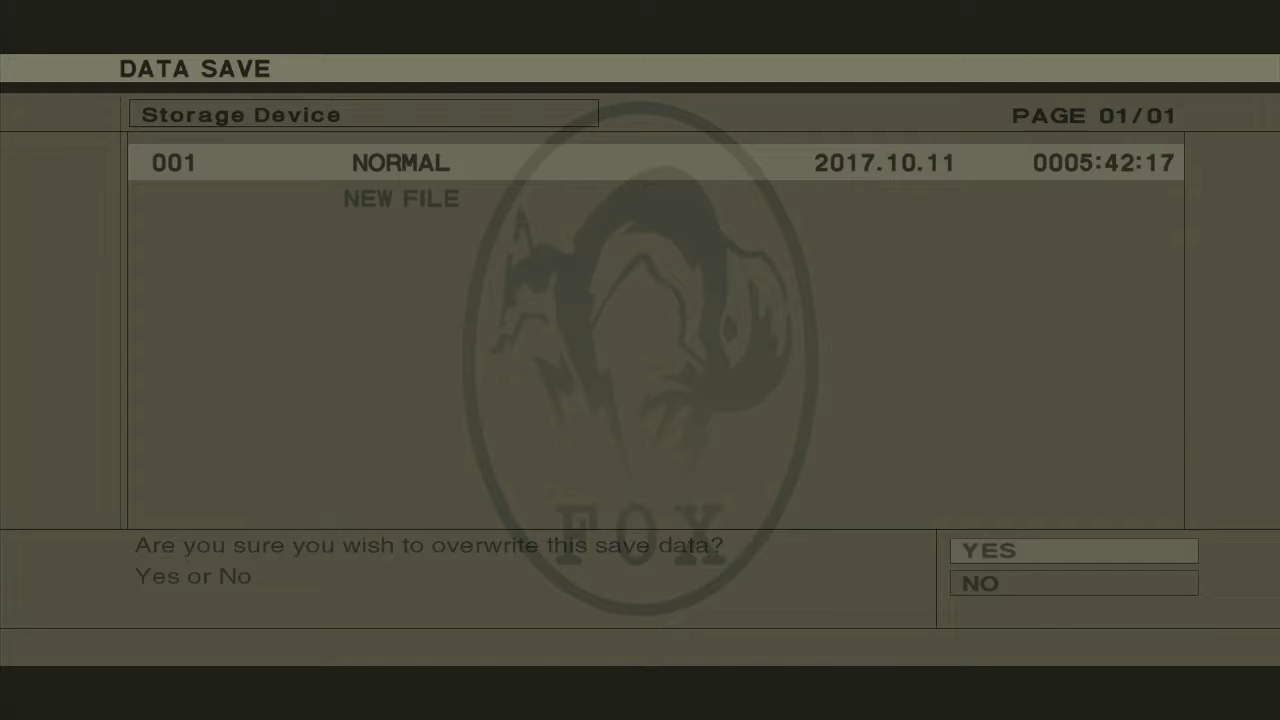 DATA SAVE
Storage Device PAGE 01/01
001 NORMAL 2017.10.11 0005:42:17
NEW FILE
FOX
Are you sure you wish to overwrite this save data?
Yes or No
YES
NO